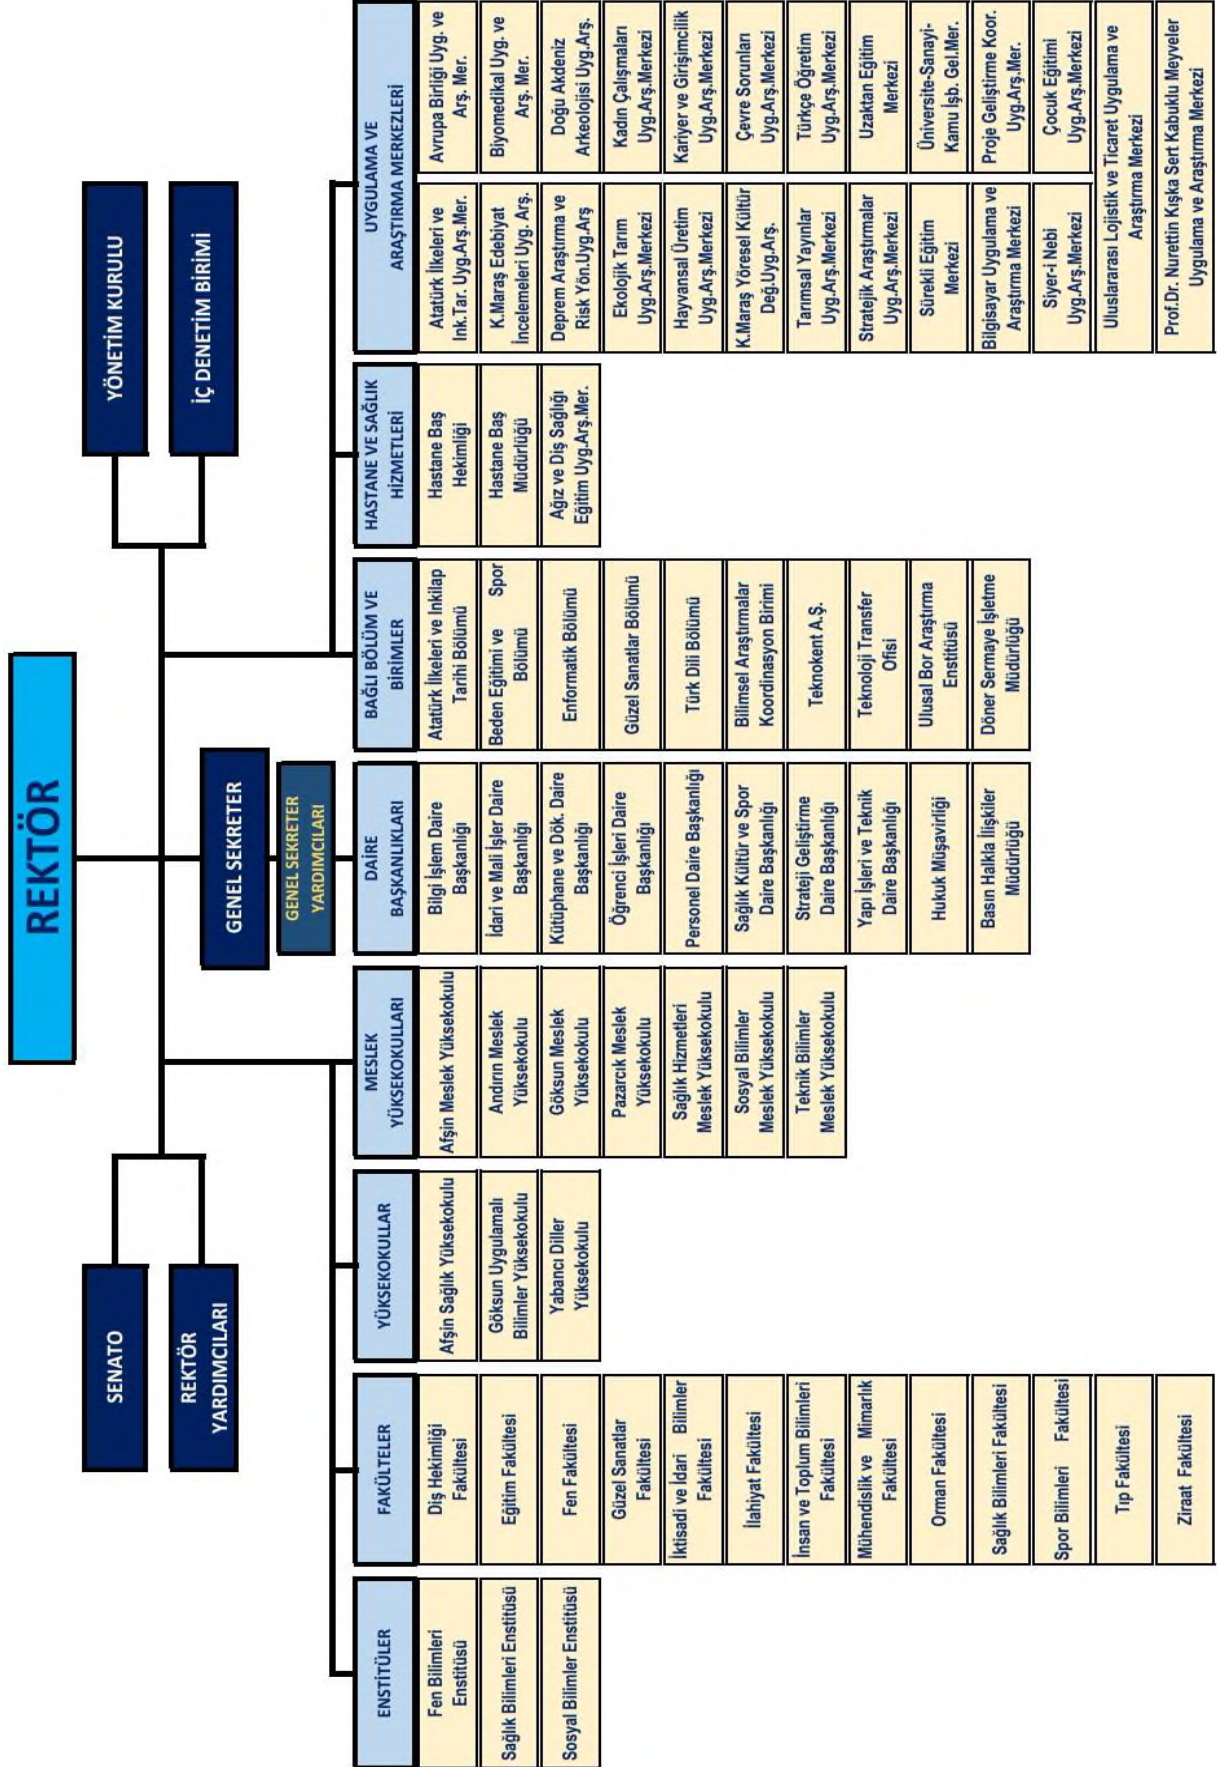 REKTÖR
SENATO
REKTÖR
YARDIMCILARI
YÖNETİM KURULU
İÇ DENETİM BİRİMİ
GENEL SEKRETER
GENEL SEKRETER
YARDIMCILARI
ENSTİTÜLER
Fen Bilimleri
Enstitüsü
Sağlık Bilimleri Enstitüsü
Sosyal Bilimler Enstitüsü
FAKÜLTELER
Diş Hekimliği
Fakültesi
Eğitim Fakültesi
Fen Fakültesi
Güzel Sanatlar
Fakültesi
İktisadi ve İdari Bilimler
Fakültesi
İlahiyat Fakültesi
İnsan ve Toplum Bilimleri
Fakültesi
Mühendislik ve Mimarlık
Fakültesi
Orman Fakültesi
Sağlık Bilimleri Fakültesi
Spor Bilimleri Fakültesi
Tıp Fakültesi
Ziraat Fakültesi
YÜKSEKOKULLAR
Afşin Sağlık Yüksekokulu
Göksun Uygulamalı
Bilimler Yüksekokulu
Yabancı Diller
Yüksekokulu
MESLEK
YÜKSEKOKULLARI
Afşin Meslek Yüksekokulu
Andırın Meslek
Yüksekokulu
Göksun Meslek
Yüksekokulu
Pazarcık Meslek
Yüksekokulu
Sağlık Hizmetleri
Meslek Yüksekokulu
Sosyal Bilimler
Meslek Yüksekokulu
Teknik Bilimler
Meslek Yüksekokulu
DAİRE
BAŞKANLIKLARI
Bilgi İşlem Daire
Başkanlığı
İdari ve Mali İşler Daire
Başkanlığı
Kütüphane ve Dök. Daire
Başkanlığı
Öğrenci İşleri Daire
Başkanlığı
Personel Daire Başkanlığı
Sağlık Kültür ve Spor
Daire Başkanlığı
Strateji Geliştirme
Daire Başkanlığı
Yapı İşleri ve Teknik
Daire Başkanlığı
Hukuk Müşavirliği
Basın Halkla İlişkiler
Müdürlüğü
BAĞLI BÖLÜM VE
BİRİMLER
Atatürk İlkeleri ve Inkilap
Tarihi Bölümü
Beden Eğitimi ve Spor
Bölümü
Enformatik Bölümü
Güzel Sanatlar Bölümü
Türk Dili Bölümü
Bilimsel Araştırmalar
Koordinasyon Birimi
Teknokent A.Ş.
Teknoloji Transfer
Ofisi
Ulusal Bor Araştırma
Enstitüsü
Döner Sermaye İşletme
Müdürlüğü
HASTANE VE SAĞLIK
HİZMETLERİ
Hastane Baş
Hekimliği
Hastane Baş
Müdürlüğü
Ağız ve Diş Sağlığı
Eğitim Uyg.Arş.Mer.
UYGULAMA VE
ARAŞTIRMA MERKEZLERİ
Atatürk İlkeleri ve
Ink.Tar. Uyg.Arş.Mer.
Avrupa Birliği Uyg. ve
Arş. Mer.
K.Maraş Edebiyat
İncelemeleri Uyg. Arş.
Biyomedikal Uyg. ve
Arş. Mer.
Deprem Araştırma ve
Risk Yön.Uyg.Arş
Doğu Akdeniz
Arkeolojisi Uyg.Arş.
Ekolojik Tarım
Uyg.Arş.Merkezi
Kadın Çalışmaları
Uyg.Arş.Merkezi
Hayvansal Üretim
Uyg.Arş.Merkezi
Kariyer ve Girişimcilik
Uyg.Arş.Merkezi
K.Maraş Yöresel Kültür
Değ.Uyg.Arş.
Çevre Sorunları
Uyg.Arş.Merkezi
Tarımsal Yayınlar
Uyg.Arş.Merkezi
Türkçe Öğretim
Uyg.Arş.Merkezi
Stratejik Araştırmalar
Uyg.Arş.Merkezi
Uzaktan Eğitim
Merkezi
Sürekli Eğitim
Merkezi
Üniversite-Sanayi-
Kamu İşb. Gel.Mer.
Bilgisayar Uygulama ve
Araştırma Merkezi
Proje Geliştirme Koor.
Uyg.Arş.Mer.
Siyer-i Nebi
Uyg.Arş.Merkezi
Çocuk Eğitimi
Uyg.Arş.Merkezi
Uluslararası Lojistik ve Ticaret Uygulama ve
Araştırma Merkezi
Prof.Dr. Nurettin Kışka Sert Kabuklu Meyveler
Uygulama ve Araştırma Merkezi